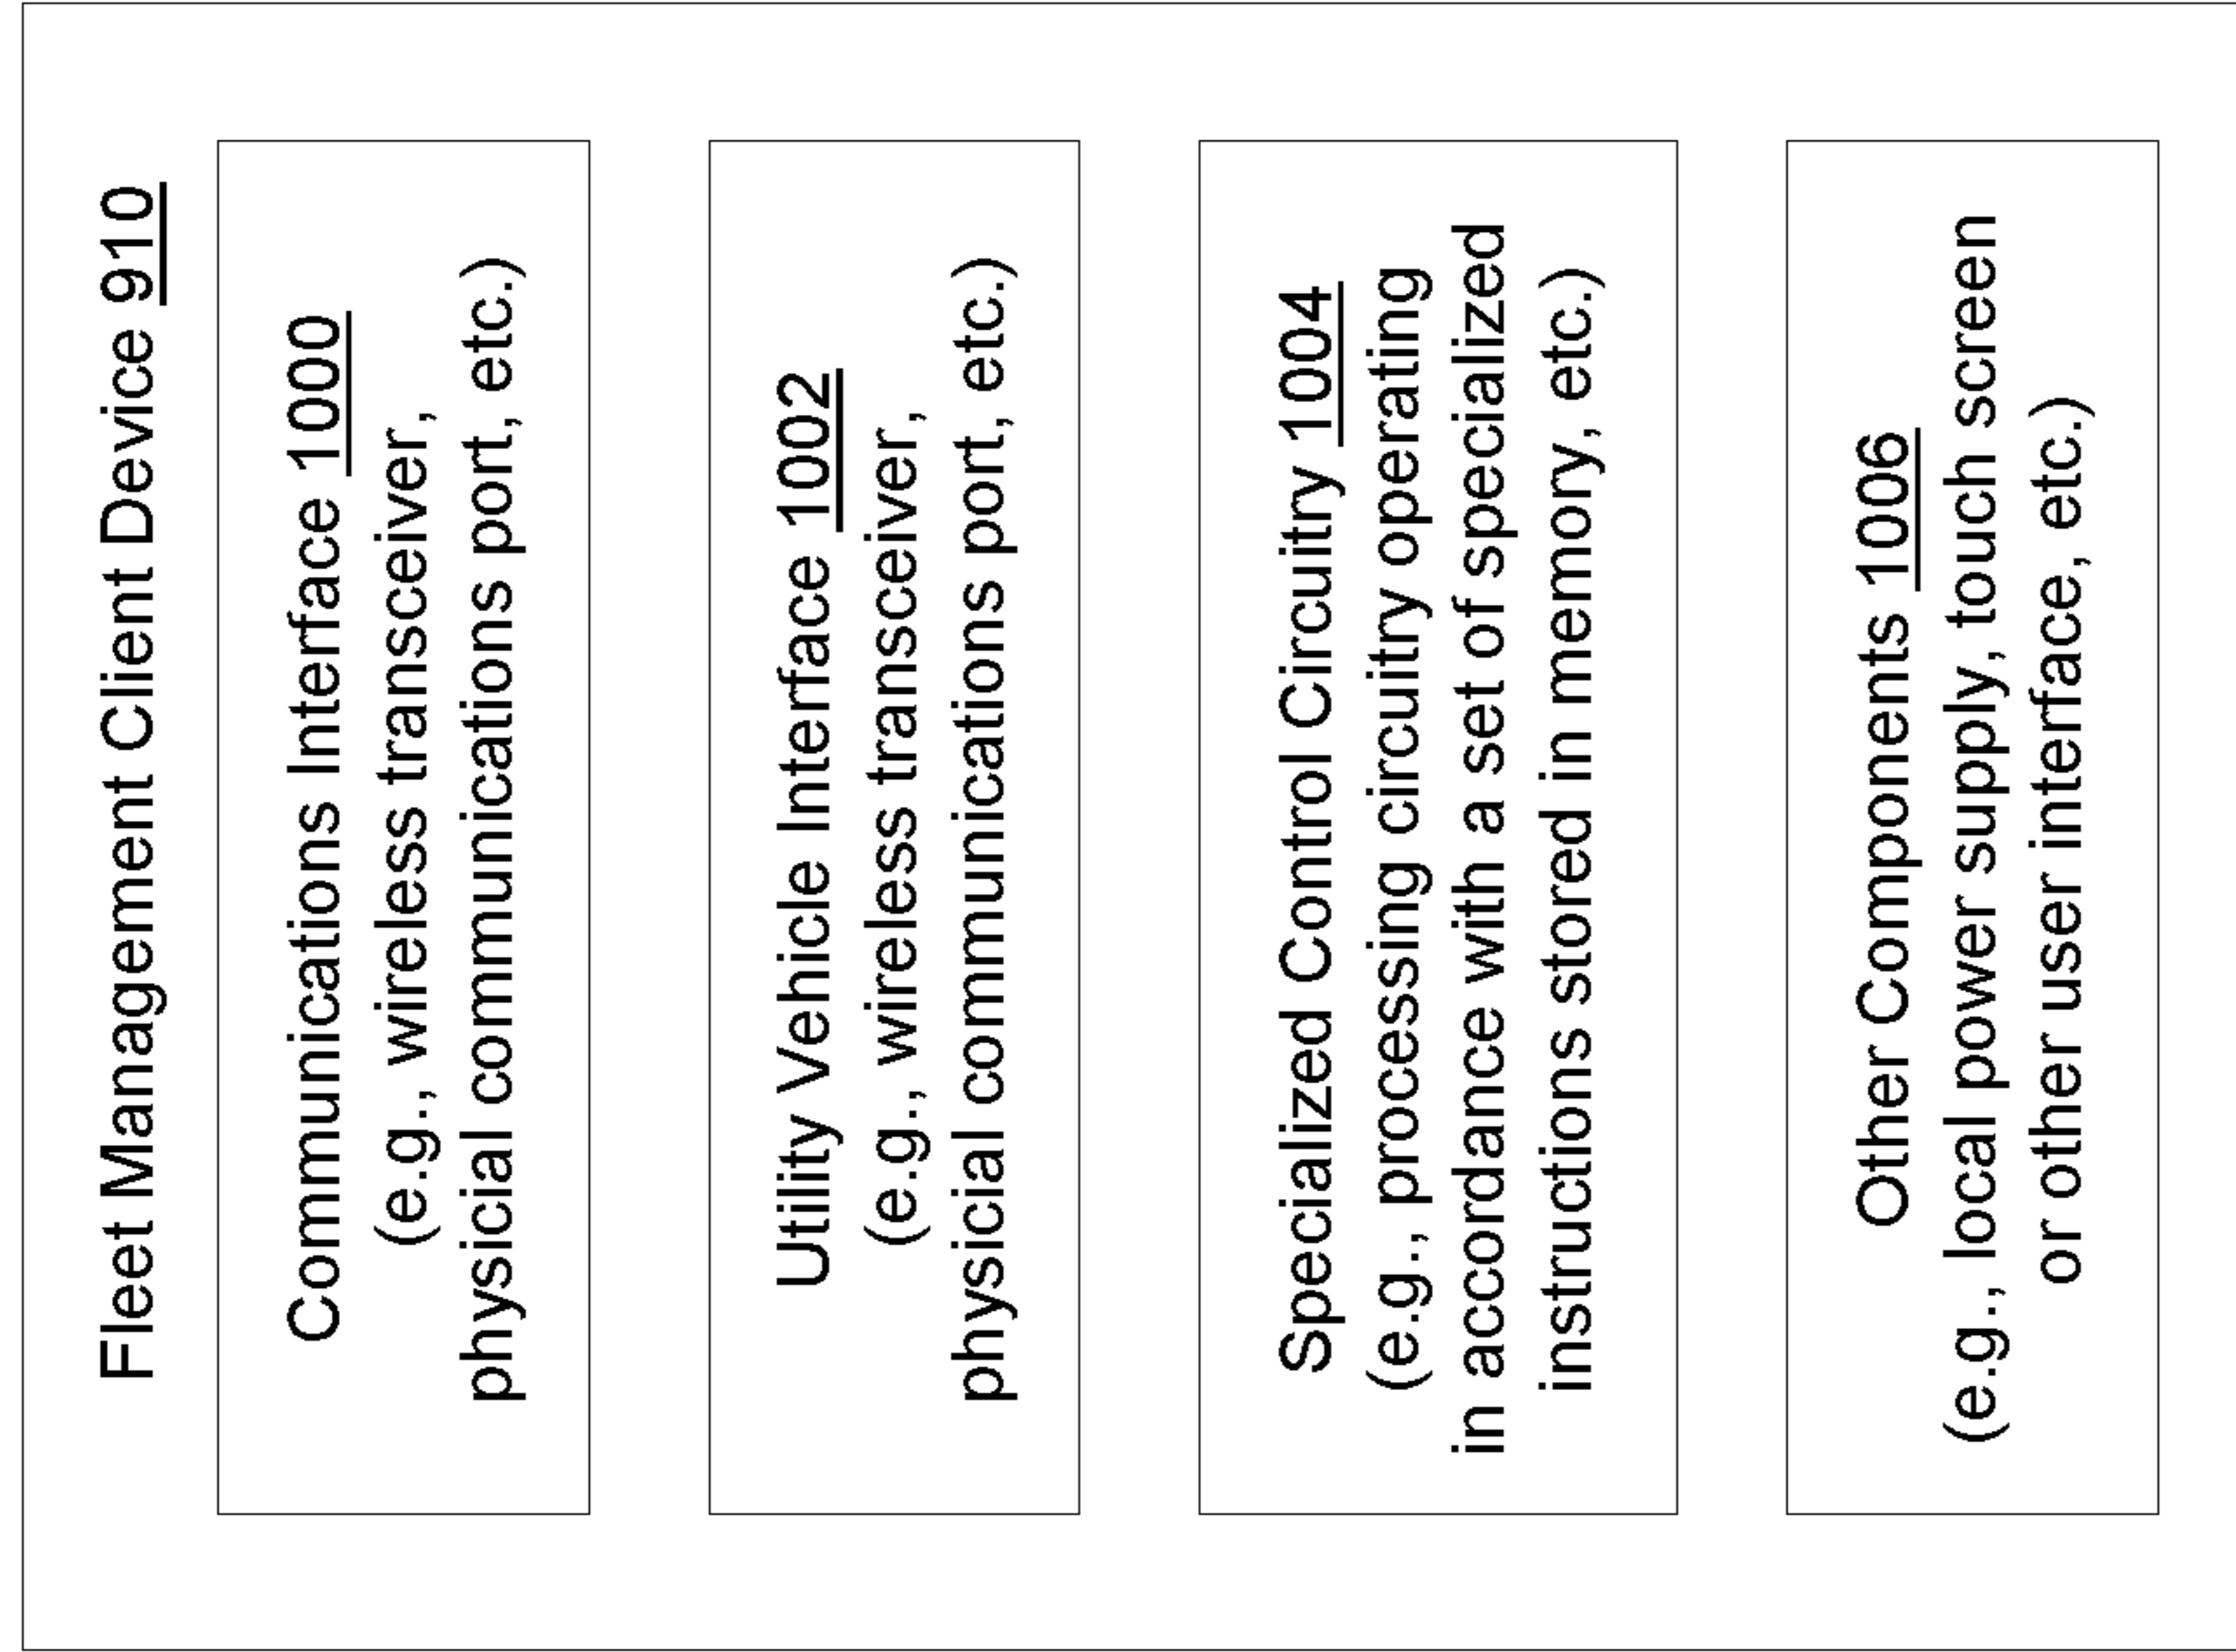 Fleet Management Client Device 910
Communications Interface 1000
(e.g., wireless transceiver,
physicial communications port, etc.)
Utility Vehicle Interface 1002
(e.g., wireless transceiver,
physicial communications port, etc.)
Specialized Control Circuitry 1004
(e.g., processing circuitry operating
in accordance with a set of specialized
instructions stored in memory, etc.)
Other Components 1006
(e.g., local power supply, touch screen
or other user interface, etc.)